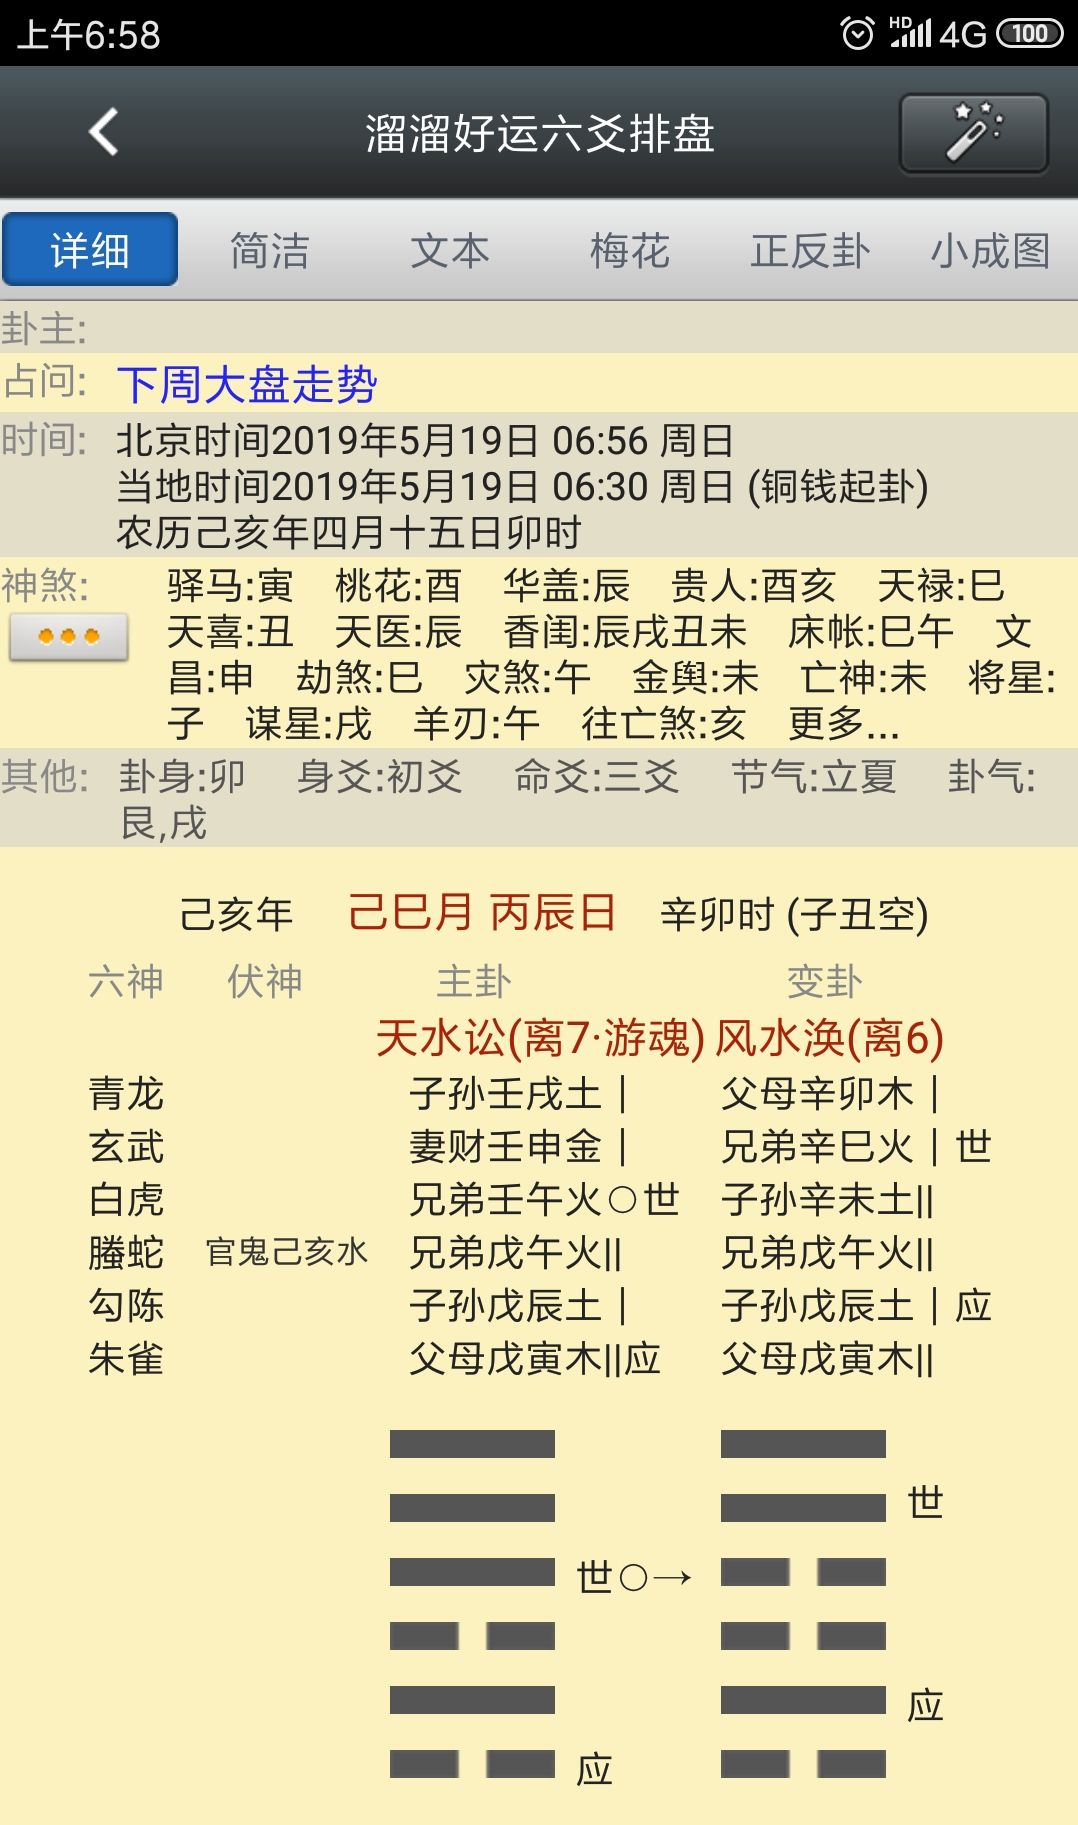 上午6:58 HD 4G 100
溜溜好运六爻排盘
详细 简洁 文本 梅花 正反卦 小成图
卦主:
占问: 下周大盘走势
时间: 北京时间2019年5月19日 06:56 周日
当地时间2019年5月19日 06:30 周日 (铜钱起卦)
农历己亥年四月十五日卯时
神煞: 驿马:寅 桃花:酉 华盖:辰 贵人:酉亥 天禄:巳
天喜:丑 天医:辰 香闺:辰戌丑未 床帐:巳午 文
昌:申 劫煞:巳 灾煞:午 金舆:未 亡神:未 将星:
子 谋星:戌 羊刃:午 往亡煞:亥 更多...
其他: 卦身:卯 身爻:初爻 命爻:三爻 节气:立夏 卦气:
艮,戌
己亥年 己巳月 丙辰日 辛卯时 (子丑空)
六神 伏神 主卦 变卦
天水讼(离7·游魂) 风水涣(离6)
青龙 子孙壬戌土｜ 父母辛卯木｜
玄武 妻财壬申金｜ 兄弟辛巳火｜世
白虎 兄弟壬午火○世 子孙辛未土||
螣蛇 官鬼己亥水 兄弟戊午火|| 兄弟戊午火||
勾陈 子孙戊辰土｜ 子孙戊辰土｜应
朱雀 父母戊寅木||应 父母戊寅木||
世
世○→
应
应